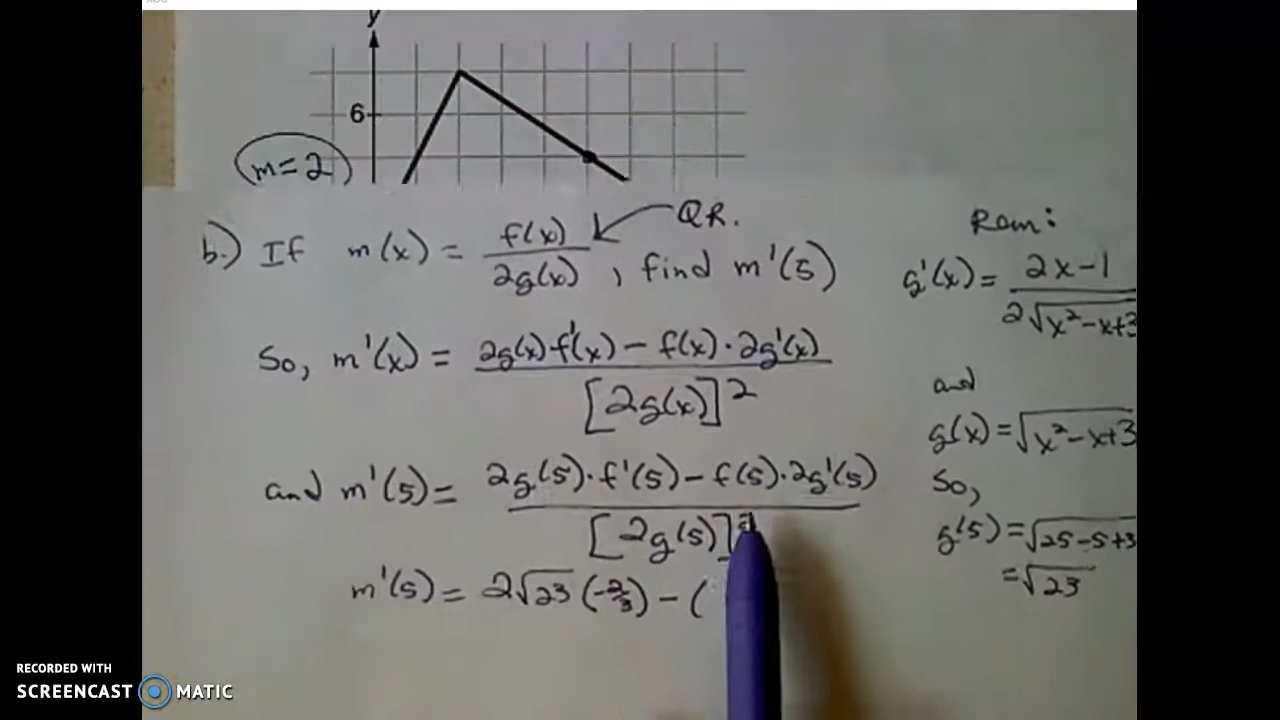 y
6
m=2
QR.
b.) If m(x) = f(x) / 2g(x) , find m'(5)
So, m'(x) = 2g(x)f'(x) - f(x)·2g'(x) / [2g(x)]^2
and m'(5) = 2g(5)·f'(5) - f(5)·2g'(5) / [2g(5)]^2
m'(5) = 2√23 (-2/3) - (
Rem:
g'(x) = 2x-1 / 2√x^2-x+3
and
g(x) = √x^2-x+3
So,
g(5) = √25-5+3
= √23
RECORDED WITH
SCREENCAST MATIC